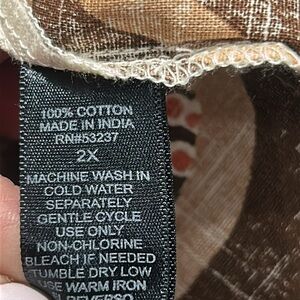 100% COTTON
MADE IN INDIA
RN#53237
2X
MACHINE WASH IN
COLD WATER
SEPARATELY
GENTLE CYCLE
USE ONLY
NON-CHLORINE
BLEACH IF NEEDED
TUMBLE DRY LOW
USE WARM IRON